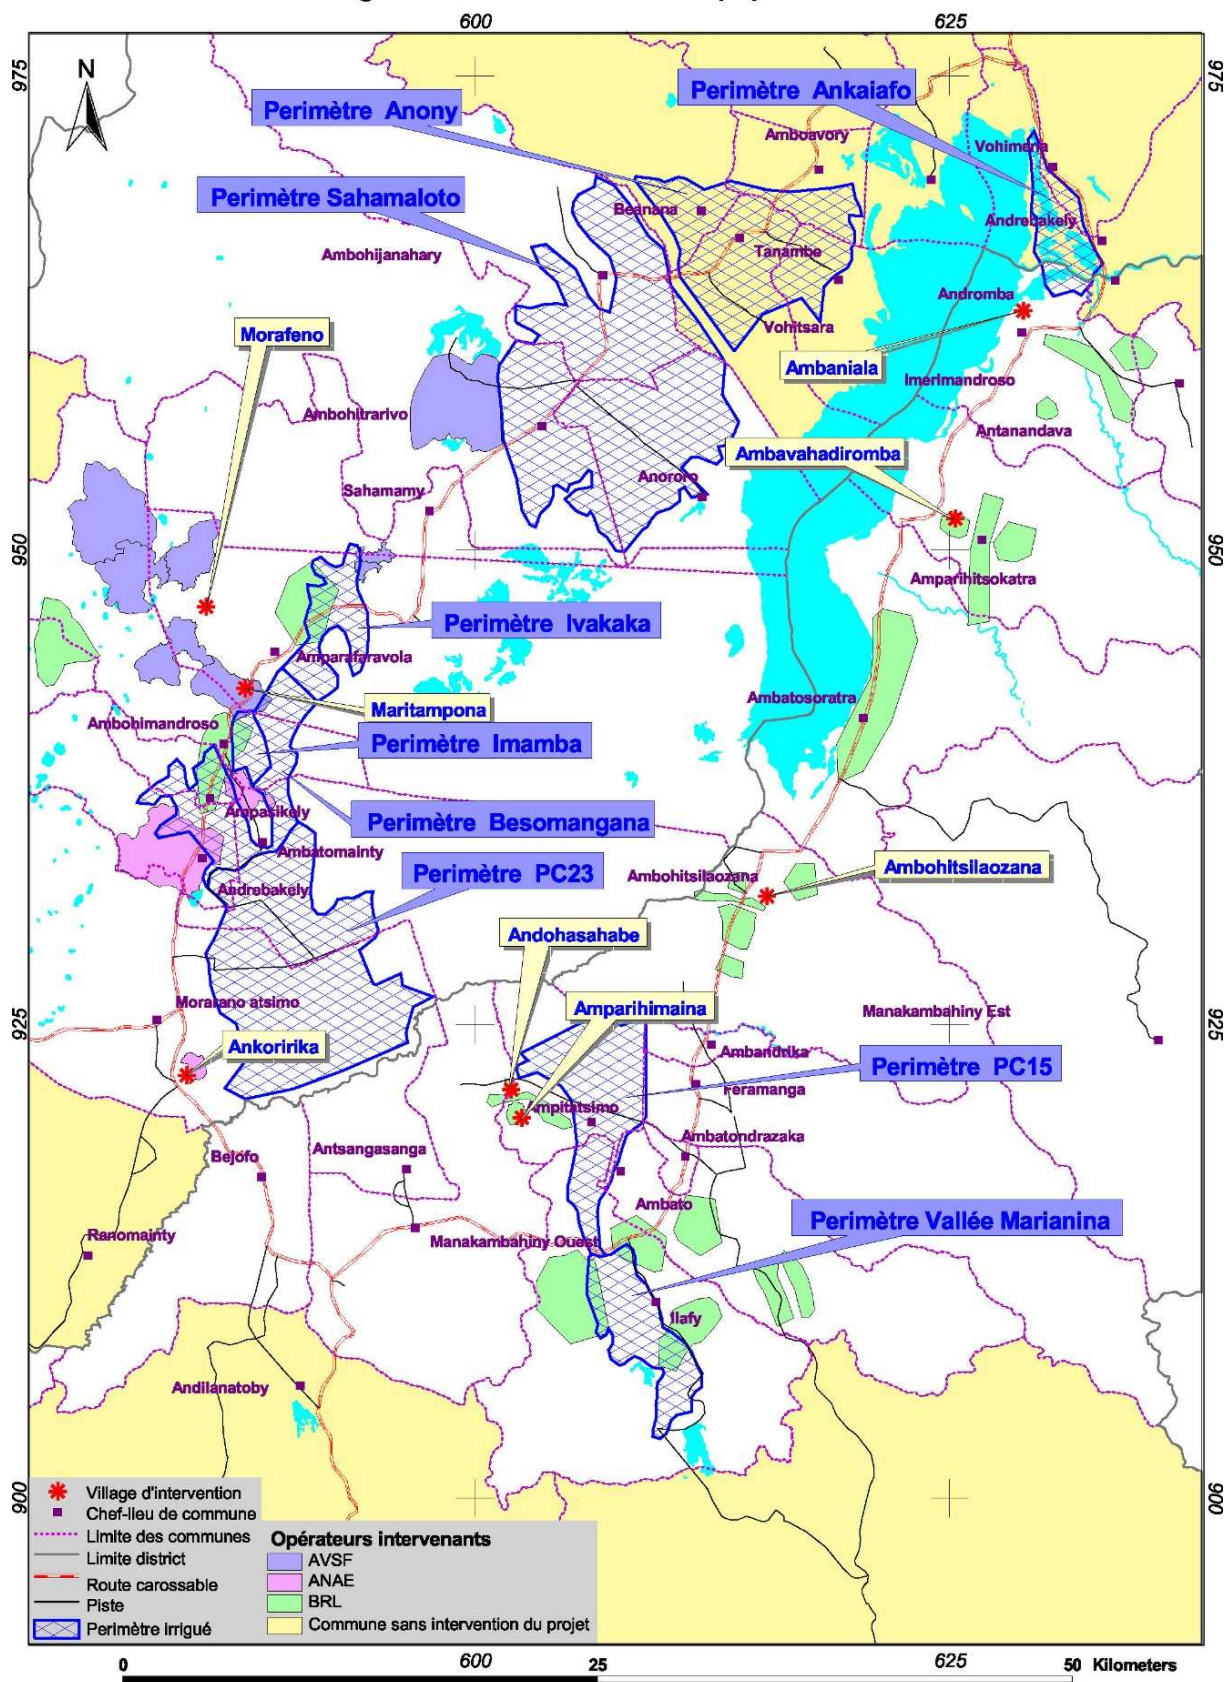 600
625
975
975
N
Perimètre Ankaiafo
Perimètre Anony
Amboavory
Vohimena
Perimètre Sahamaloto
Beanana
Andrebakely
Ambohijanahary
Tanambe
Andromba
Morafeno
Vohitsara
Ambaniala
Imerimandroso
Ambohitrarivo
Antanandava
Ambavahadiromba
Sahamamy
Anororo
950
950
Amparihitsokatra
Perimètre Ivakaka
Amparafaravola
Maritampona
Ambatosoratra
Ambohimandroso
Perimètre Imamba
Ampasikely
Perimètre Besomangana
Ambatomainty
Perimètre PC23
Ambohitsilaozana
Ambohitsilaozana
Andrebakely
Andohasahabe
Morarano atsimo
Amparihimaina
Manakambahiny Est
925
925
Ankoririka
Ambandrika
Perimètre PC15
Feramanga
mpitatsimo
Ambatondrazaka
Bejofo
Antsangasanga
Ambato
Perimètre Vallée Marianina
Ranomainty
Manakambahiny Ouest
Ilafy
Andilanatoby
900
900
Village d'intervention
Chef-lieu de commune
Limite des communes
Limite district
Route carossable
Piste
Perimètre irrigué
Opérateurs intervenants
AVSF
ANAE
BRL
Commune sans intervention du projet
600
625
0
25
50 Kilometers